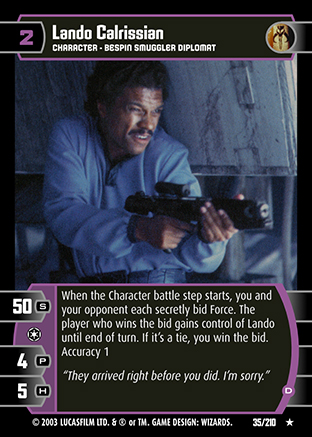 2
Lando Calrissian
CHARACTER - BESPIN SMUGGLER DIPLOMAT
50 S
4 P
5 H
When the Character battle step starts, you and
your opponent each secretly bid Force. The
player who wins the bid gains control of Lando
until end of turn. If it's a tie, you win the bid.
Accuracy 1
"They arrived right before you did. I'm sorry."
D
© 2003 LUCASFILM LTD. & ® or TM. GAME DESIGN: WIZARDS. 35/210 ★